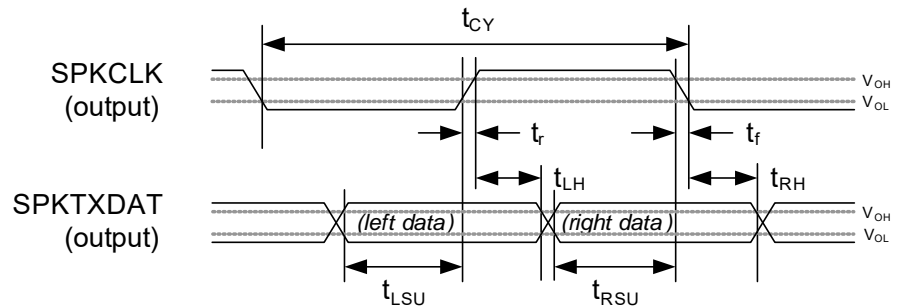 tCY
SPKCLK
(output)
VOH
VOL
tr
tf
tLH
tRH
SPKTXDAT
(output)
(left data)
(right data)
VOH
VOL
tLSU
tRSU